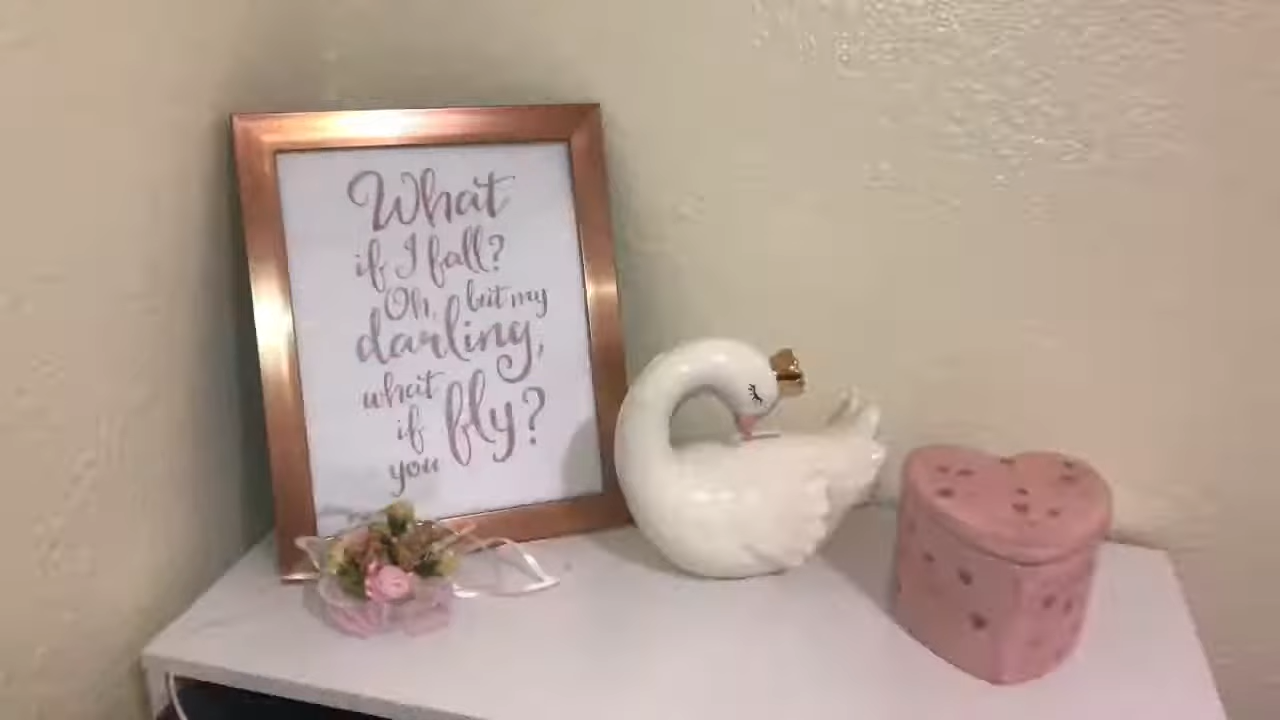 What
if I fall?
Oh, but my
darling,
what
if
you
fly?